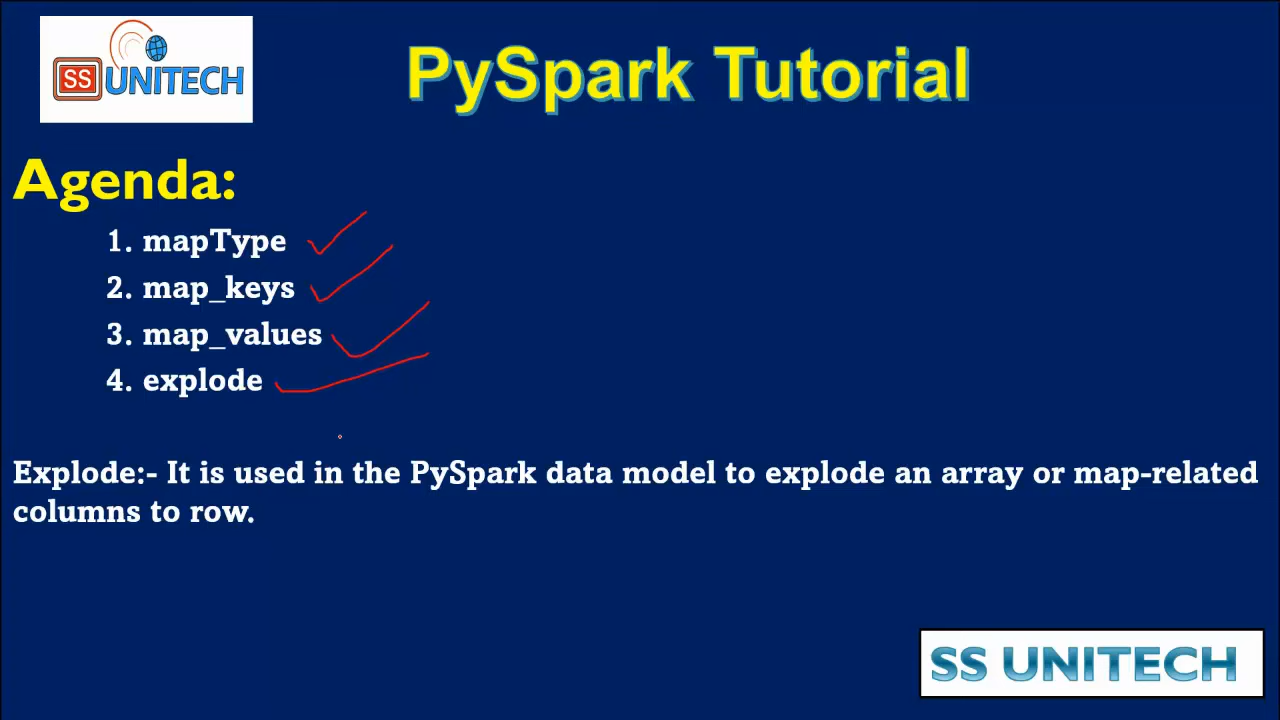 SS UNITECH
PySpark Tutorial
Agenda:
1. mapType
2. map_keys
3. map_values
4. explode
Explode:- It is used in the PySpark data model to explode an array or map-related
columns to row.
SS UNITECH